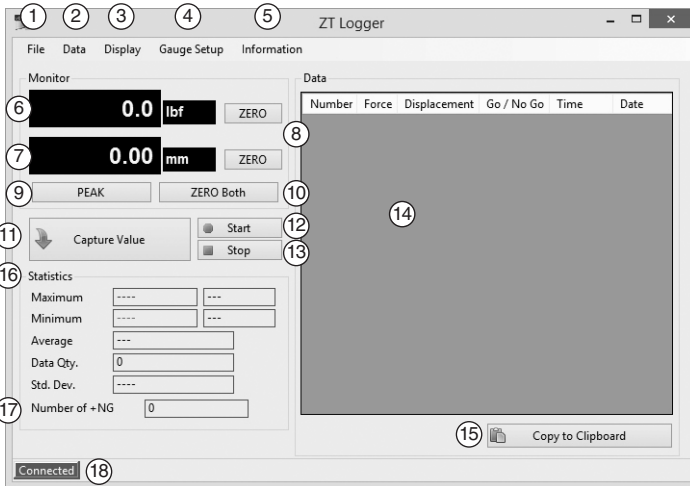 1 2 3 4 5 ZT Logger
File Data Display Gauge Setup Information
Monitor
6 0.0 lbf ZERO
7 0.00 mm ZERO
8
9 PEAK ZERO Both 10
11 Capture Value
Start 12
Stop 13
16 Statistics
Maximum ---- ---
Minimum ---- ---
Average ---
Data Qty. 0
Std. Dev. ----
17 Number of +NG 0
Data
Number Force Displacement Go / No Go Time Date
14
15 Copy to Clipboard
Connected 18